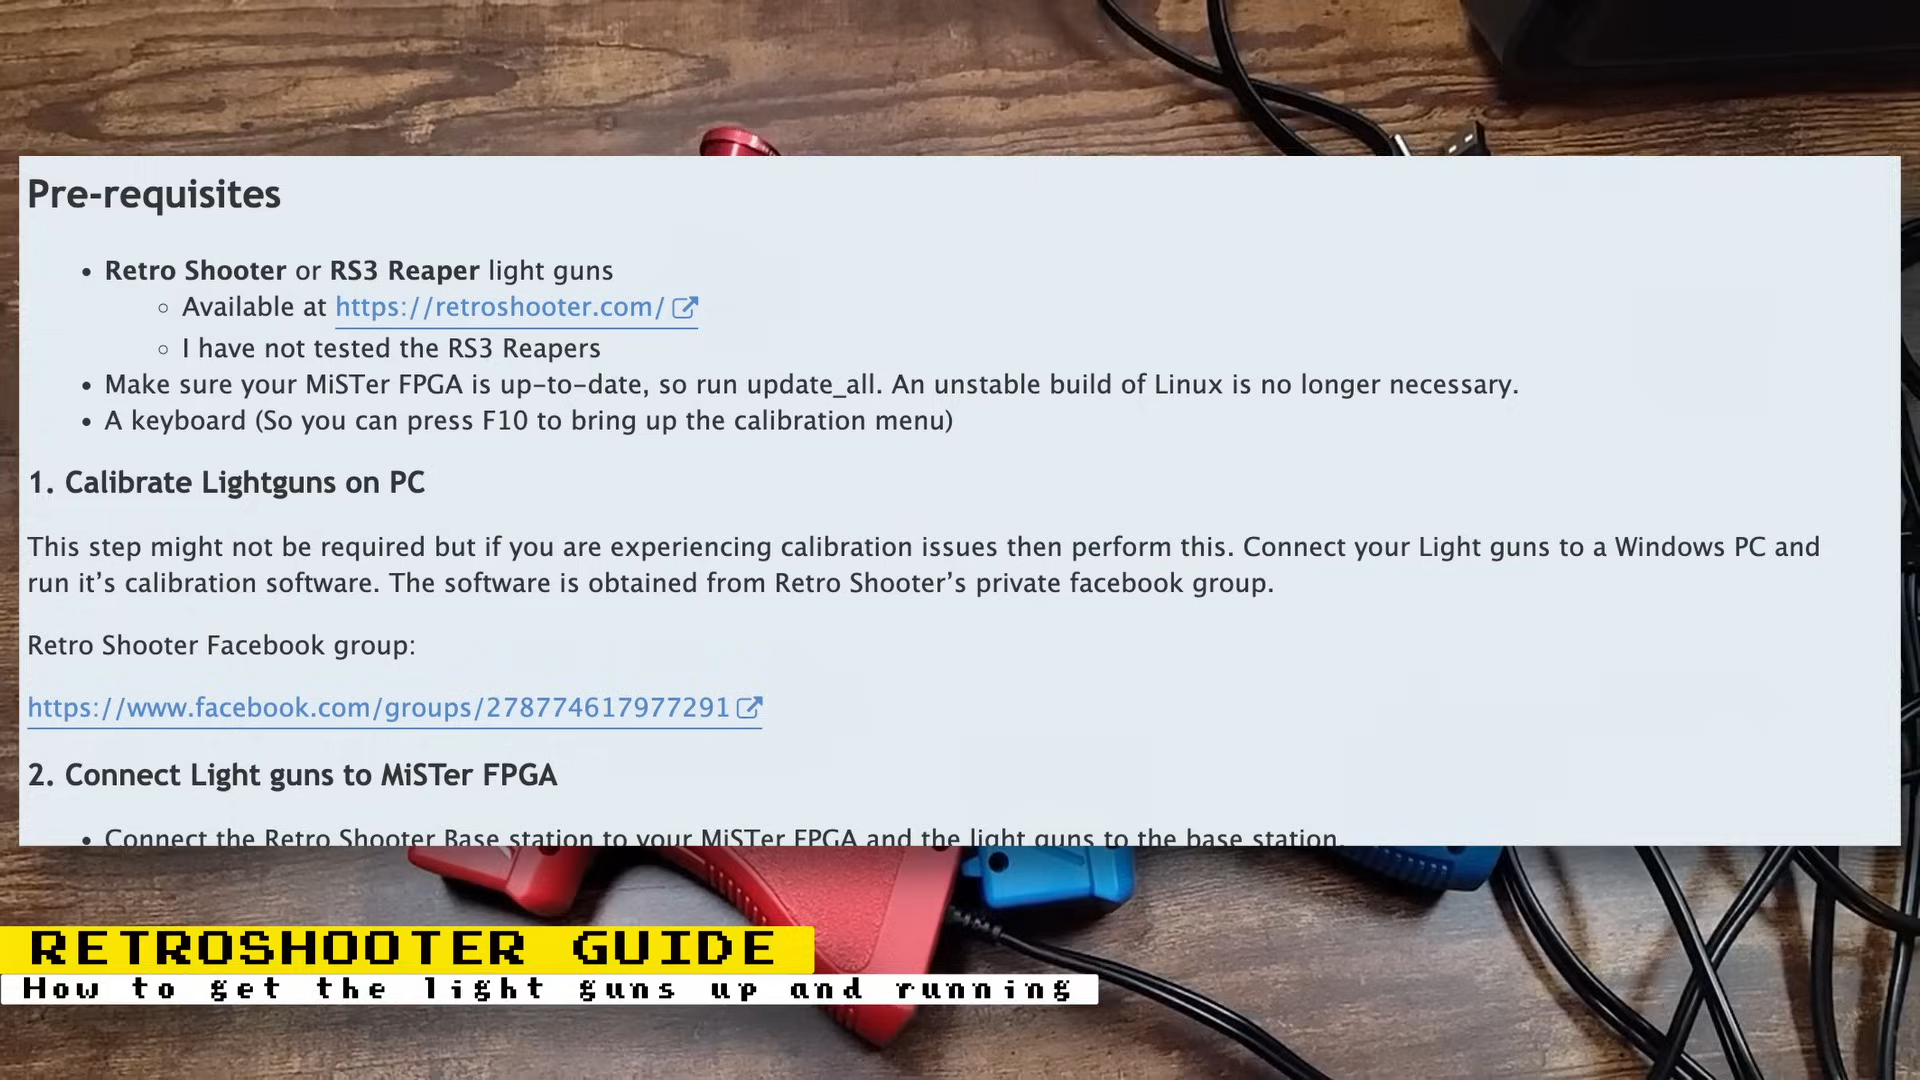 Pre-requisites
• Retro Shooter or RS3 Reaper light guns
◦ Available at https://retroshooter.com/
◦ I have not tested the RS3 Reapers
• Make sure your MiSTer FPGA is up-to-date, so run update_all. An unstable build of Linux is no longer necessary.
• A keyboard (So you can press F10 to bring up the calibration menu)
1. Calibrate Lightguns on PC
This step might not be required but if you are experiencing calibration issues then perform this. Connect your Light guns to a Windows PC and
run it’s calibration software. The software is obtained from Retro Shooter’s private facebook group.
Retro Shooter Facebook group:
https://www.facebook.com/groups/278774617977291
2. Connect Light guns to MiSTer FPGA
• Connect the Retro Shooter Base station to your MiSTer FPGA and the light guns to the base station.
RETROSHOOTER GUIDE
How to get the light guns up and running